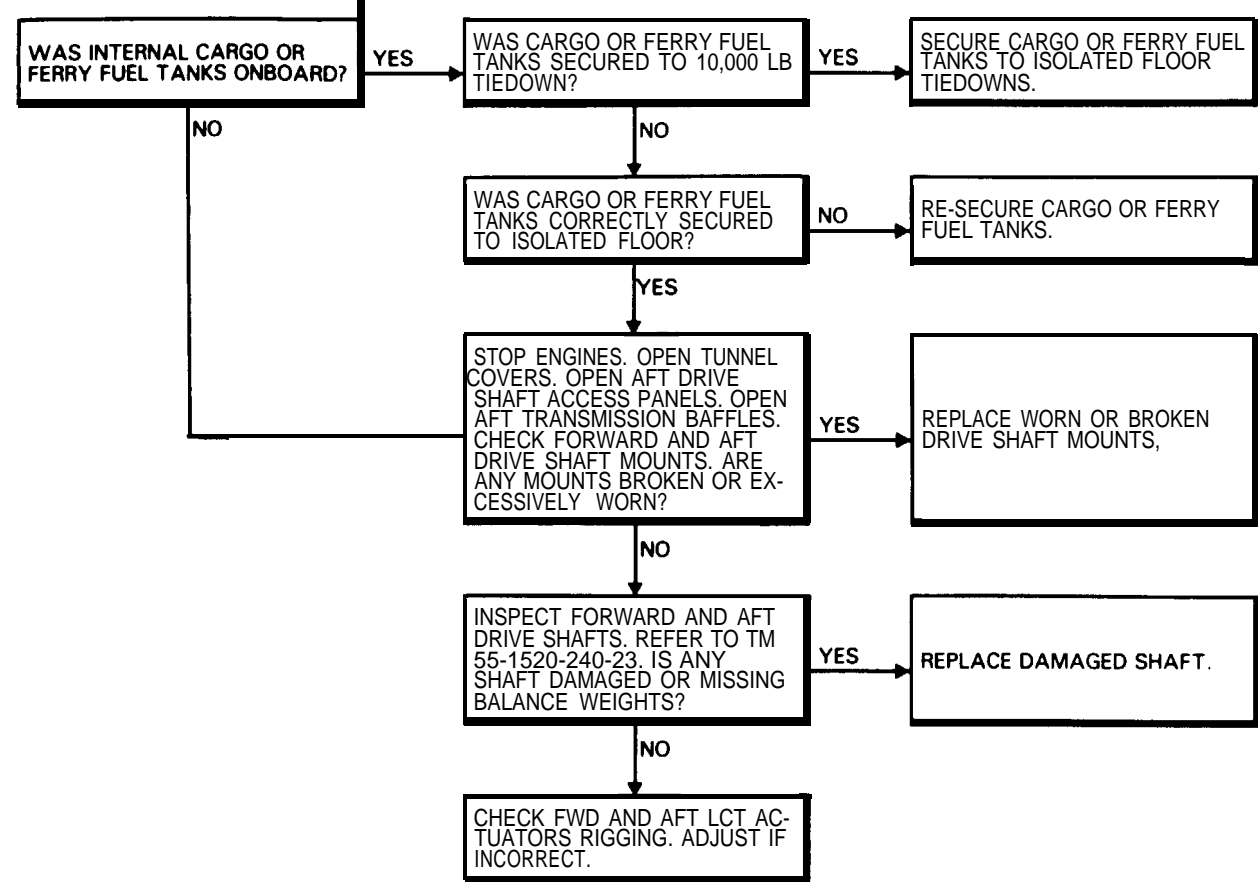 WAS INTERNAL CARGO OR
FERRY FUEL TANKS ONBOARD?
YES
WAS CARGO OR FERRY FUEL
TANKS SECURED TO 10,000 LB
TIEDOWN?
YES
SECURE CARGO OR FERRY FUEL
TANKS TO ISOLATED FLOOR
TIEDOWNS.
NO
NO
WAS CARGO OR FERRY FUEL
TANKS CORRECTLY SECURED
TO ISOLATED FLOOR?
NO
RE-SECURE CARGO OR FERRY
FUEL TANKS.
YES
STOP ENGINES. OPEN TUNNEL
COVERS. OPEN AFT DRIVE
SHAFT ACCESS PANELS. OPEN
AFT TRANSMISSION BAFFLES.
CHECK FORWARD AND AFT
DRIVE SHAFT MOUNTS. ARE
ANY MOUNTS BROKEN OR EX-
CESSIVELY WORN?
YES
REPLACE WORN OR BROKEN
DRIVE SHAFT MOUNTS,
NO
INSPECT FORWARD AND AFT
DRIVE SHAFTS. REFER TO TM
55-1520-240-23. IS ANY
SHAFT DAMAGED OR MISSING
BALANCE WEIGHTS?
YES
REPLACE DAMAGED SHAFT.
NO
CHECK FWD AND AFT LCT AC-
TUATORS RIGGING. ADJUST IF
INCORRECT.